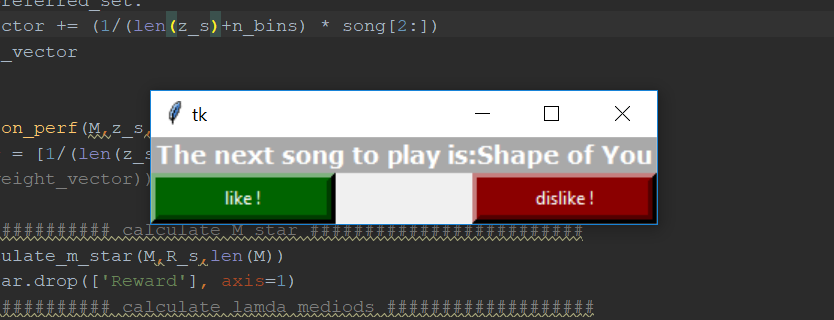 referred_set:
ctor += (1/(len(z_s)+n_bins) * song[2:])
_vector
tk
on_perf(M,z_s,
The next song to play is:Shape of You
= [1/(len(z_s
like !
dislike !
reight_vector))
########## calculate M star #########################
ulate_m_star(M,R_s,len(M))
ar.drop(['Reward'], axis=1)
########## calculate lamda mediods ###################